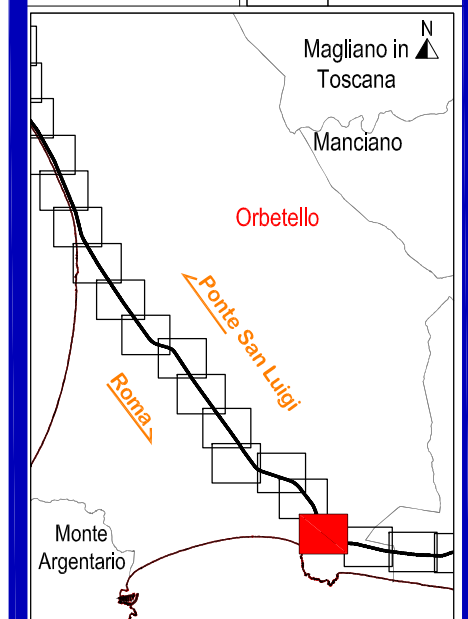 N
Magliano in
Toscana
Manciano
Orbetello
Ponte San Luigi
Roma
Monte
Argentario